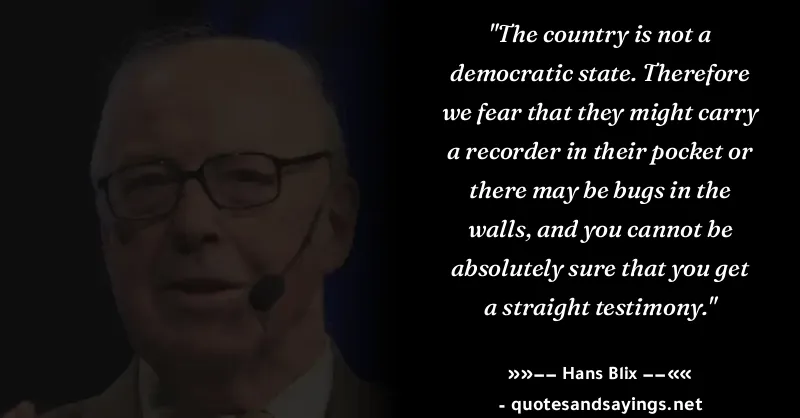 "The country is not a
democratic state. Therefore
we fear that they might carry
a recorder in their pocket or
there may be bugs in the
walls, and you cannot be
absolutely sure that you get
a straight testimony."
»»―― Hans Blix ――««
- quotesandsayings.net